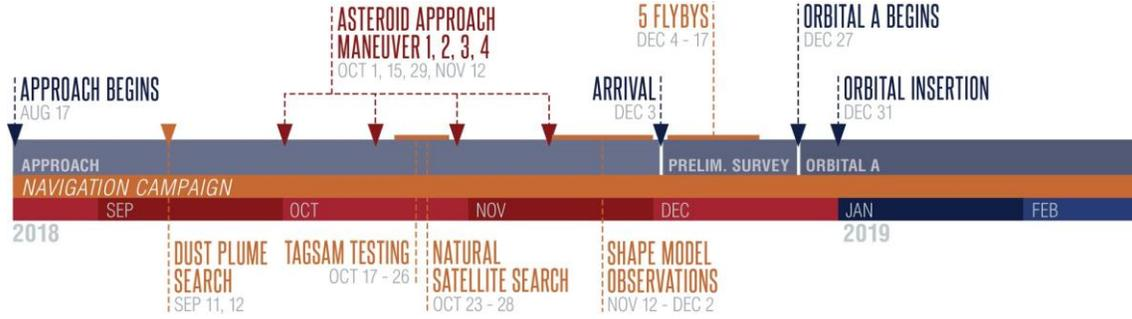 ASTEROID APPROACH
MANEUVER 1, 2, 3, 4
OCT 1, 15, 29, NOV 12
5 FLYBYS
DEC 4 - 17
ORBITAL A BEGINS
DEC 27
APPROACH BEGINS
AUG 17
ARRIVAL
DEC 3
ORBITAL INSERTION
DEC 31
APPROACH
PRELIM. SURVEY
ORBITAL A
NAVIGATION CAMPAIGN
SEP
OCT
NOV
DEC
JAN
FEB
2018
2019
DUST PLUME
SEARCH
SEP 11, 12
TAGSAM TESTING
OCT 17 - 26
NATURAL
SATELLITE SEARCH
OCT 23 - 28
SHAPE MODEL
OBSERVATIONS
NOV 12 - DEC 2